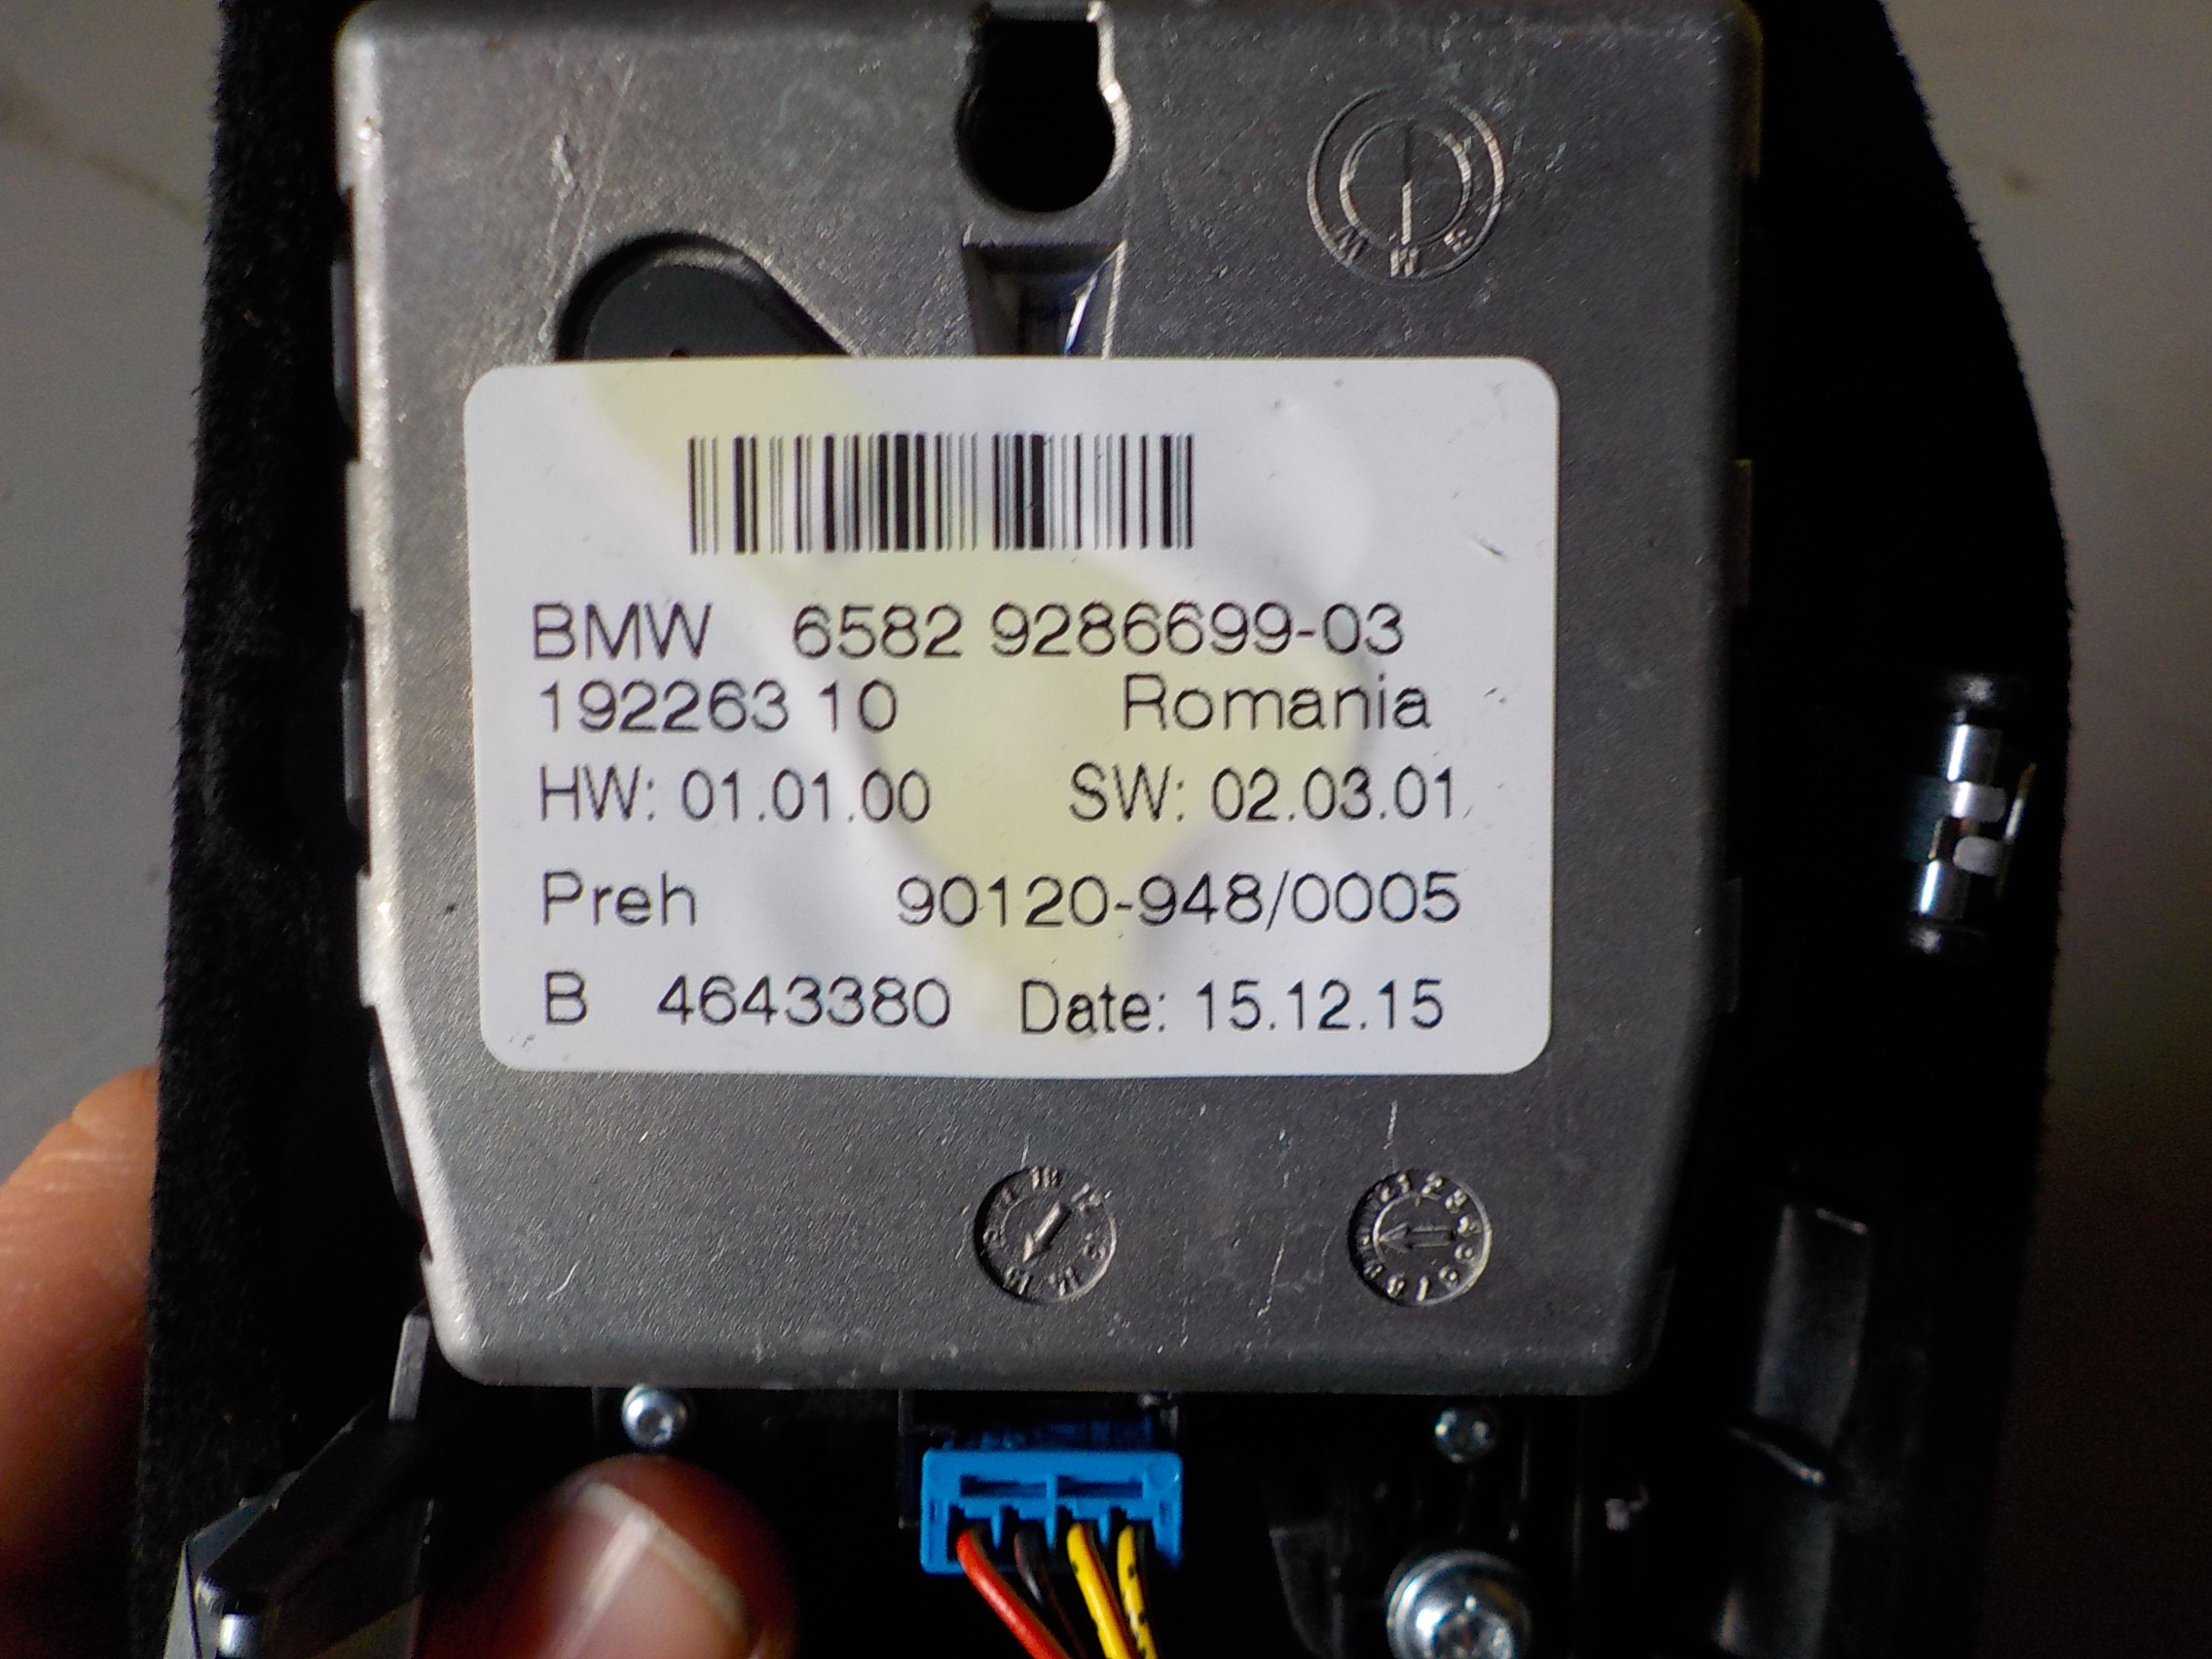 BMW 6582 9286699-03
192263 10 Romania
HW: 01.01.00 SW: 02.03.01
Preh 90120-948/0005
B 4643380 Date: 15.12.15